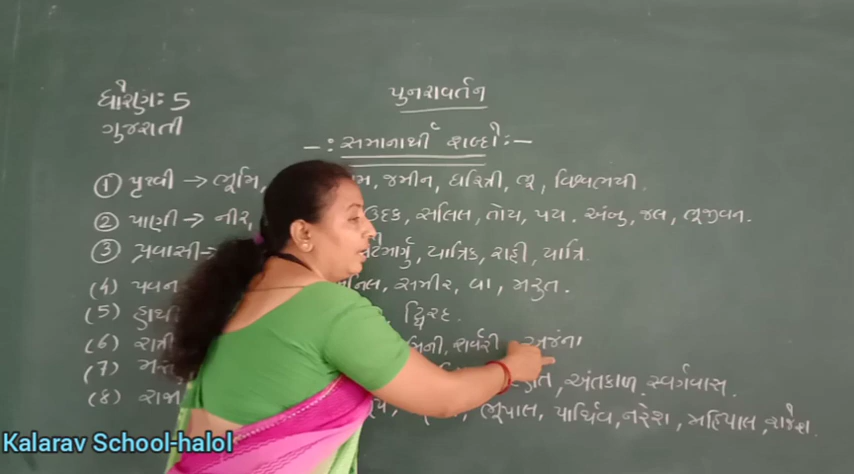 ધોરણઃ 5
પુનરાવર્તન
ગુજરાતી
-: સમાનાર્થી શબ્દો :-
① પૃથ્વી → ભૂમિ, જમીન, ધરિત્રી, ભૂ, વિશ્વંભરી.
② પાણી → નીર, ઉદક, સલિલ, તોય, પય. અંબુ, જલ, ભૂજીવન.
③ પ્રવાસી → વટેમાર્ગુ, યાત્રિક, રાહી, યાત્રિ.
(4) પવન અનિલ, સમીર, વા, મરુત.
(5) હાથી દ્વિરદ.
(6) રાત્રી શર્વરી
(7) અંતકાળ સ્વર્ગવાસ.
(8) રાજા ભૂપાલ, પાર્થિવ, નરેશ, મહિપાલ, રાજેશ.
Kalarav School-halol